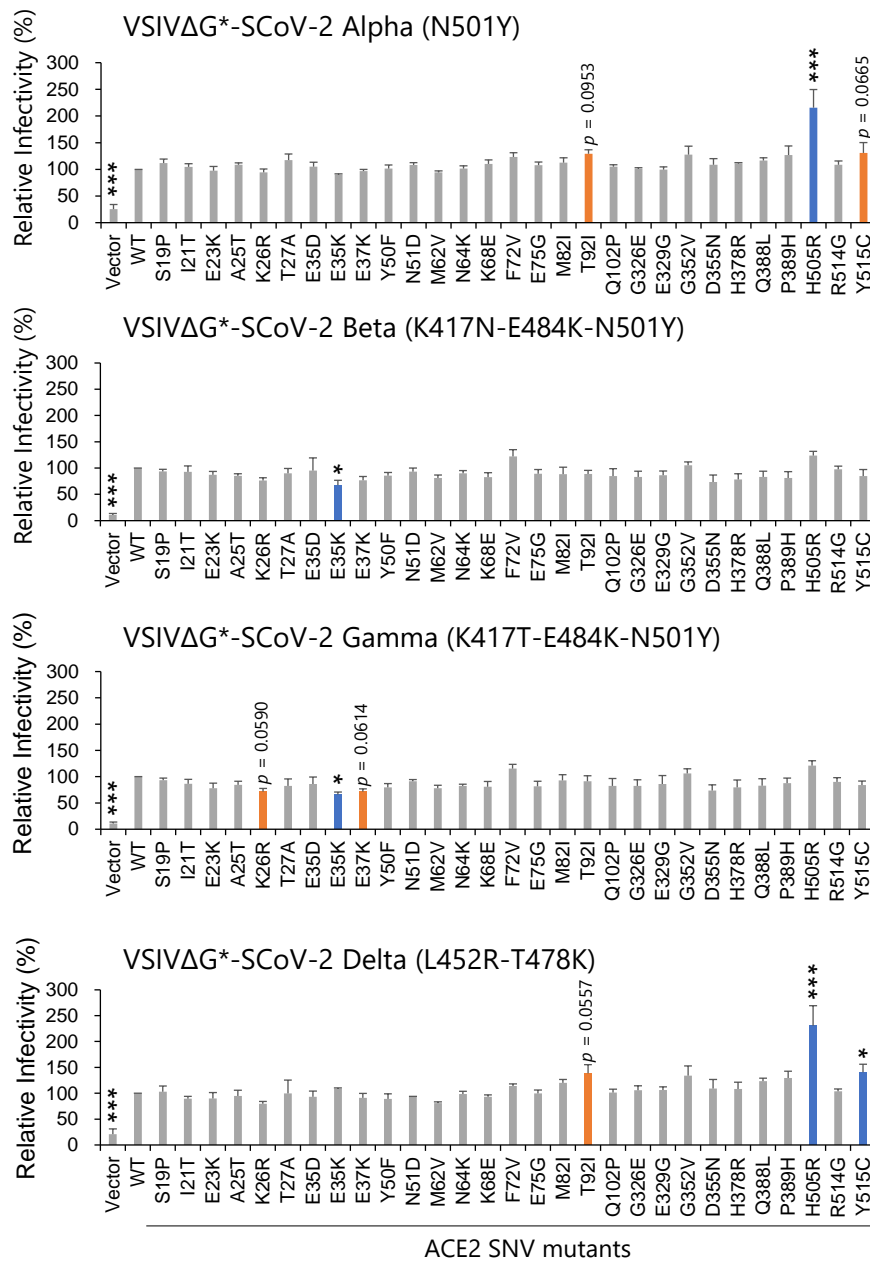 VSIVΔG*-SCoV-2 Alpha (N501Y)
Relative Infectivity (%)
300
250
200
150
100
50
0
***
p = 0.0953
***
p = 0.0665
Vector WT S19P I21T E23K A25T K26R T27A E35D E35K E37K Y50F N51D M62V N64K K68E F72V E75G M82I T92I Q102P G326E E329G G352V D355N H378R Q388L P389H H505R R514G Y515C
VSIVΔG*-SCoV-2 Beta (K417N-E484K-N501Y)
Relative Infectivity (%)
300
250
200
150
100
50
0
***
*
Vector WT S19P I21T E23K A25T K26R T27A E35D E35K E37K Y50F N51D M62V N64K K68E F72V E75G M82I T92I Q102P G326E E329G G352V D355N H378R Q388L P389H H505R R514G Y515C
VSIVΔG*-SCoV-2 Gamma (K417T-E484K-N501Y)
Relative Infectivity (%)
300
250
200
150
100
50
0
***
p = 0.0590
*
p = 0.0614
Vector WT S19P I21T E23K A25T K26R T27A E35D E35K E37K Y50F N51D M62V N64K K68E F72V E75G M82I T92I Q102P G326E E329G G352V D355N H378R Q388L P389H H505R R514G Y515C
VSIVΔG*-SCoV-2 Delta (L452R-T478K)
Relative Infectivity (%)
300
250
200
150
100
50
0
***
p = 0.0557
***
*
Vector WT S19P I21T E23K A25T K26R T27A E35D E35K E37K Y50F N51D M62V N64K K68E F72V E75G M82I T92I Q102P G326E E329G G352V D355N H378R Q388L P389H H505R R514G Y515C
ACE2 SNV mutants